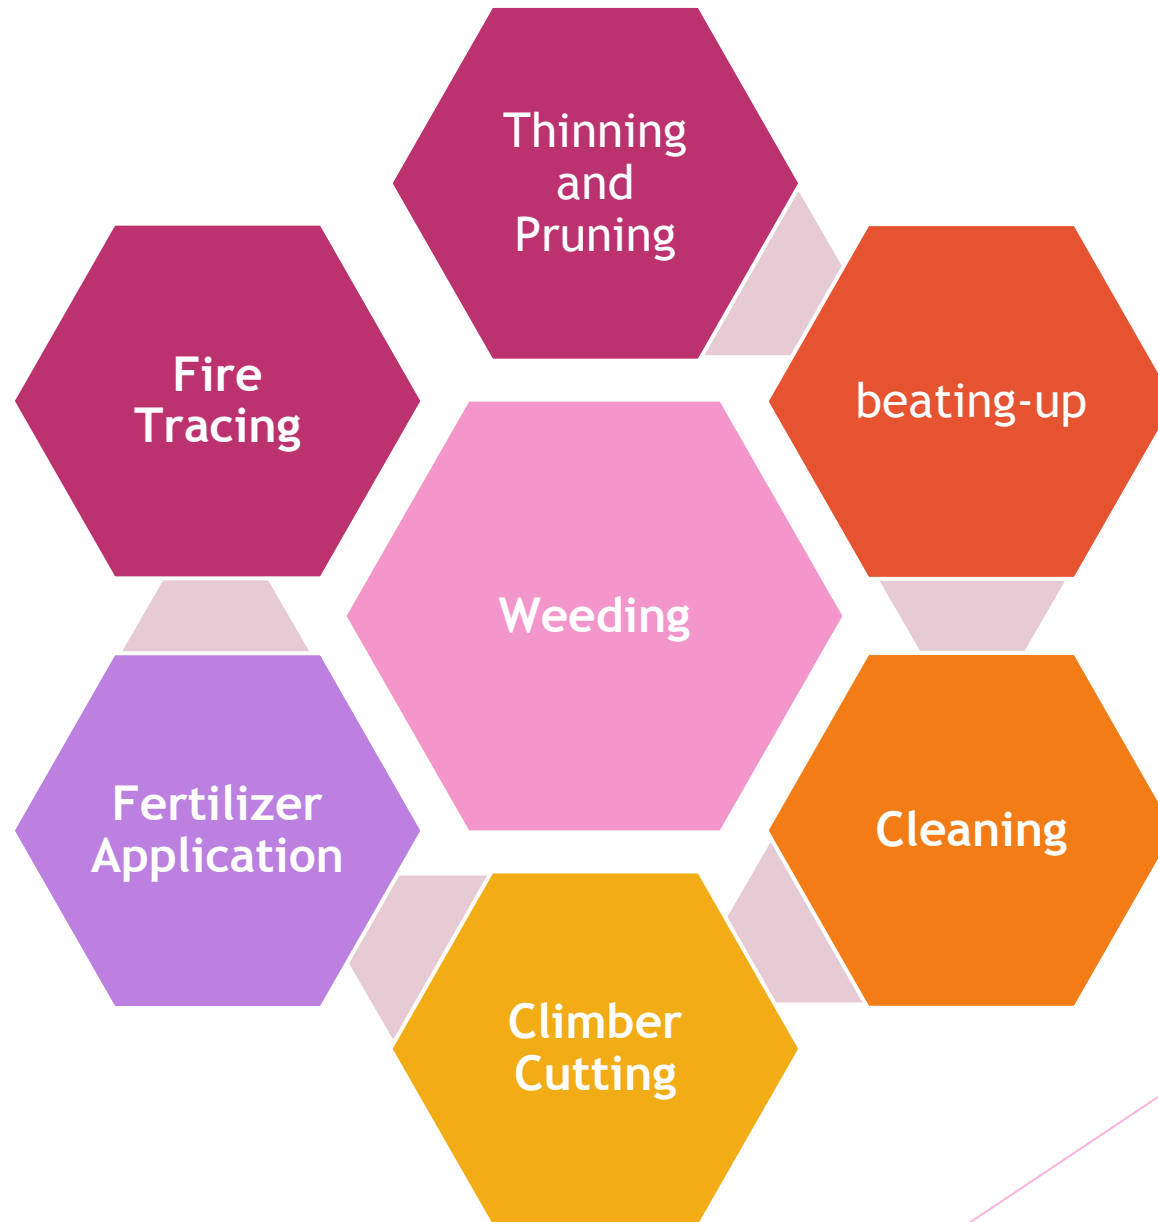 Thinning
and
Pruning
Fire
Tracing
beating-up
Weeding
Fertilizer
Application
Cleaning
Climber
Cutting